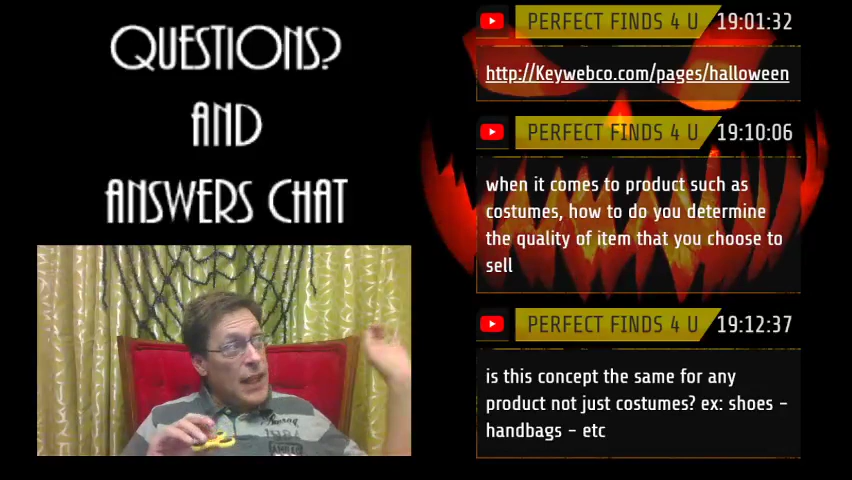 QUESTIONS?
AND
ANSWERS CHAT
PERFECT FINDS 4 U 19:01:32
http://Keywebco.com/pages/halloween
PERFECT FINDS 4 U 19:10:06
when it comes to product such as
costumes, how to do you determine
the quality of item that you choose to
sell
PERFECT FINDS 4 U 19:12:37
is this concept the same for any
product not just costumes? ex: shoes -
handbags - etc